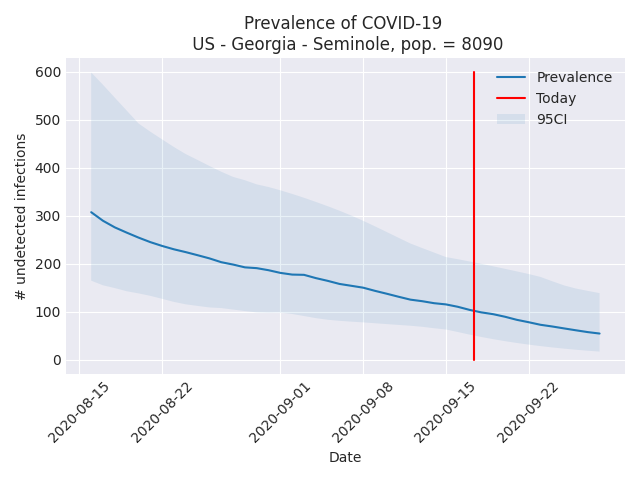 Prevalence of COVID-19
US - Georgia - Seminole, pop. = 8090
600
500
400
300
200
100
0
# undetected infections
Prevalence
Today
95CI
2020-08-15
2020-08-22
2020-09-01
2020-09-08
2020-09-15
2020-09-22
Date